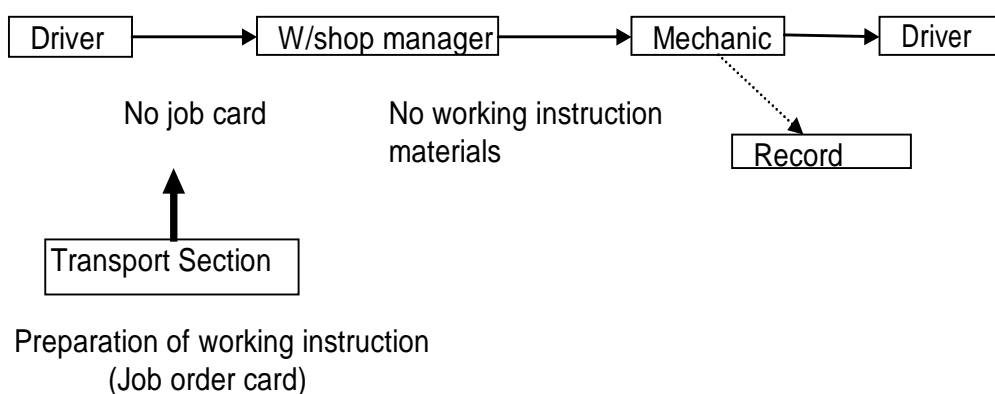 Driver
W/shop manager
Mechanic
Driver
No job card
No working instruction
materials
Record
Transport Section
Preparation of working instruction
(Job order card)